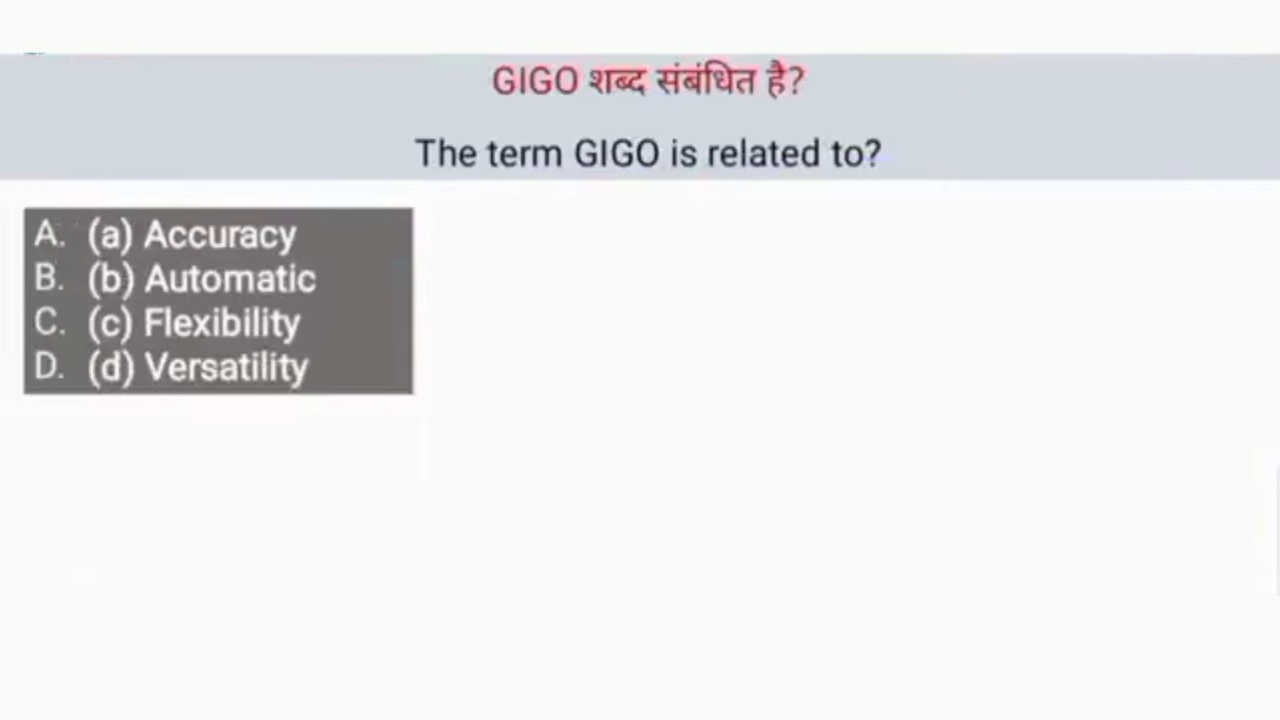 GIGO शब्द संबंधित है?
The term GIGO is related to?
A. (a) Accuracy
B. (b) Automatic
C. (c) Flexibility
D. (d) Versatility